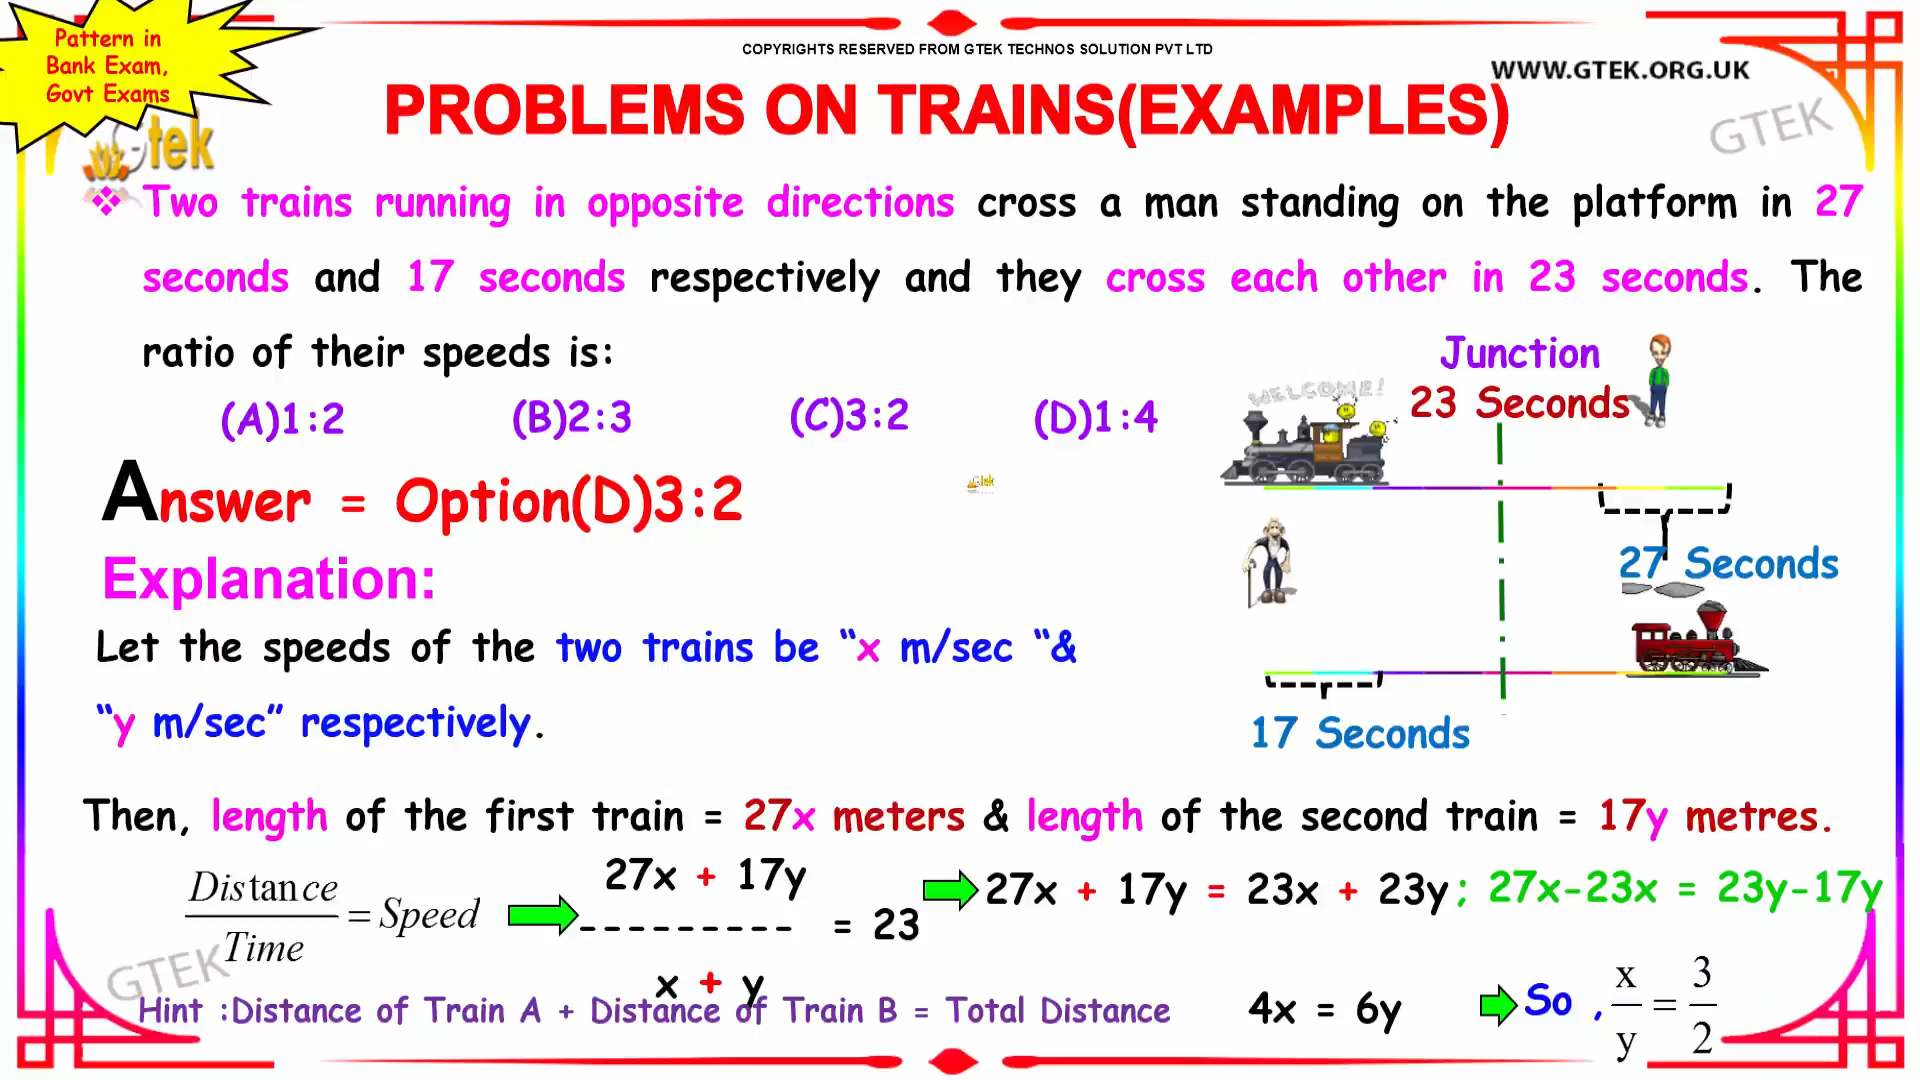 Pattern in
Bank Exam,
Govt Exams
COPYRIGHTS RESERVED FROM GTEK TECHNOS SOLUTION PVT LTD
WWW.GTEK.ORG.UK
GTEK
tek
PROBLEMS ON TRAINS(EXAMPLES)
Two trains running in opposite directions cross a man standing on the platform in 27
seconds and 17 seconds respectively and they cross each other in 23 seconds. The
ratio of their speeds is:
(A)1:2 (B)2:3 (C)3:2 (D)1:4
Junction
WELCOME!
23 Seconds
Answer = Option(D)3:2
tek
27 Seconds
Explanation:
Let the speeds of the two trains be “x m/sec “&
“y m/sec” respectively.
17 Seconds
Then, length of the first train = 27x meters & length of the second train = 17y metres.
Distance
Time
= Speed
27x + 17y
---------
x + y
= 23
27x + 17y = 23x + 23y ; 27x-23x = 23y-17y
GTEK
Hint :Distance of Train A + Distance of Train B = Total Distance
4x = 6y
So , x/y = 3/2